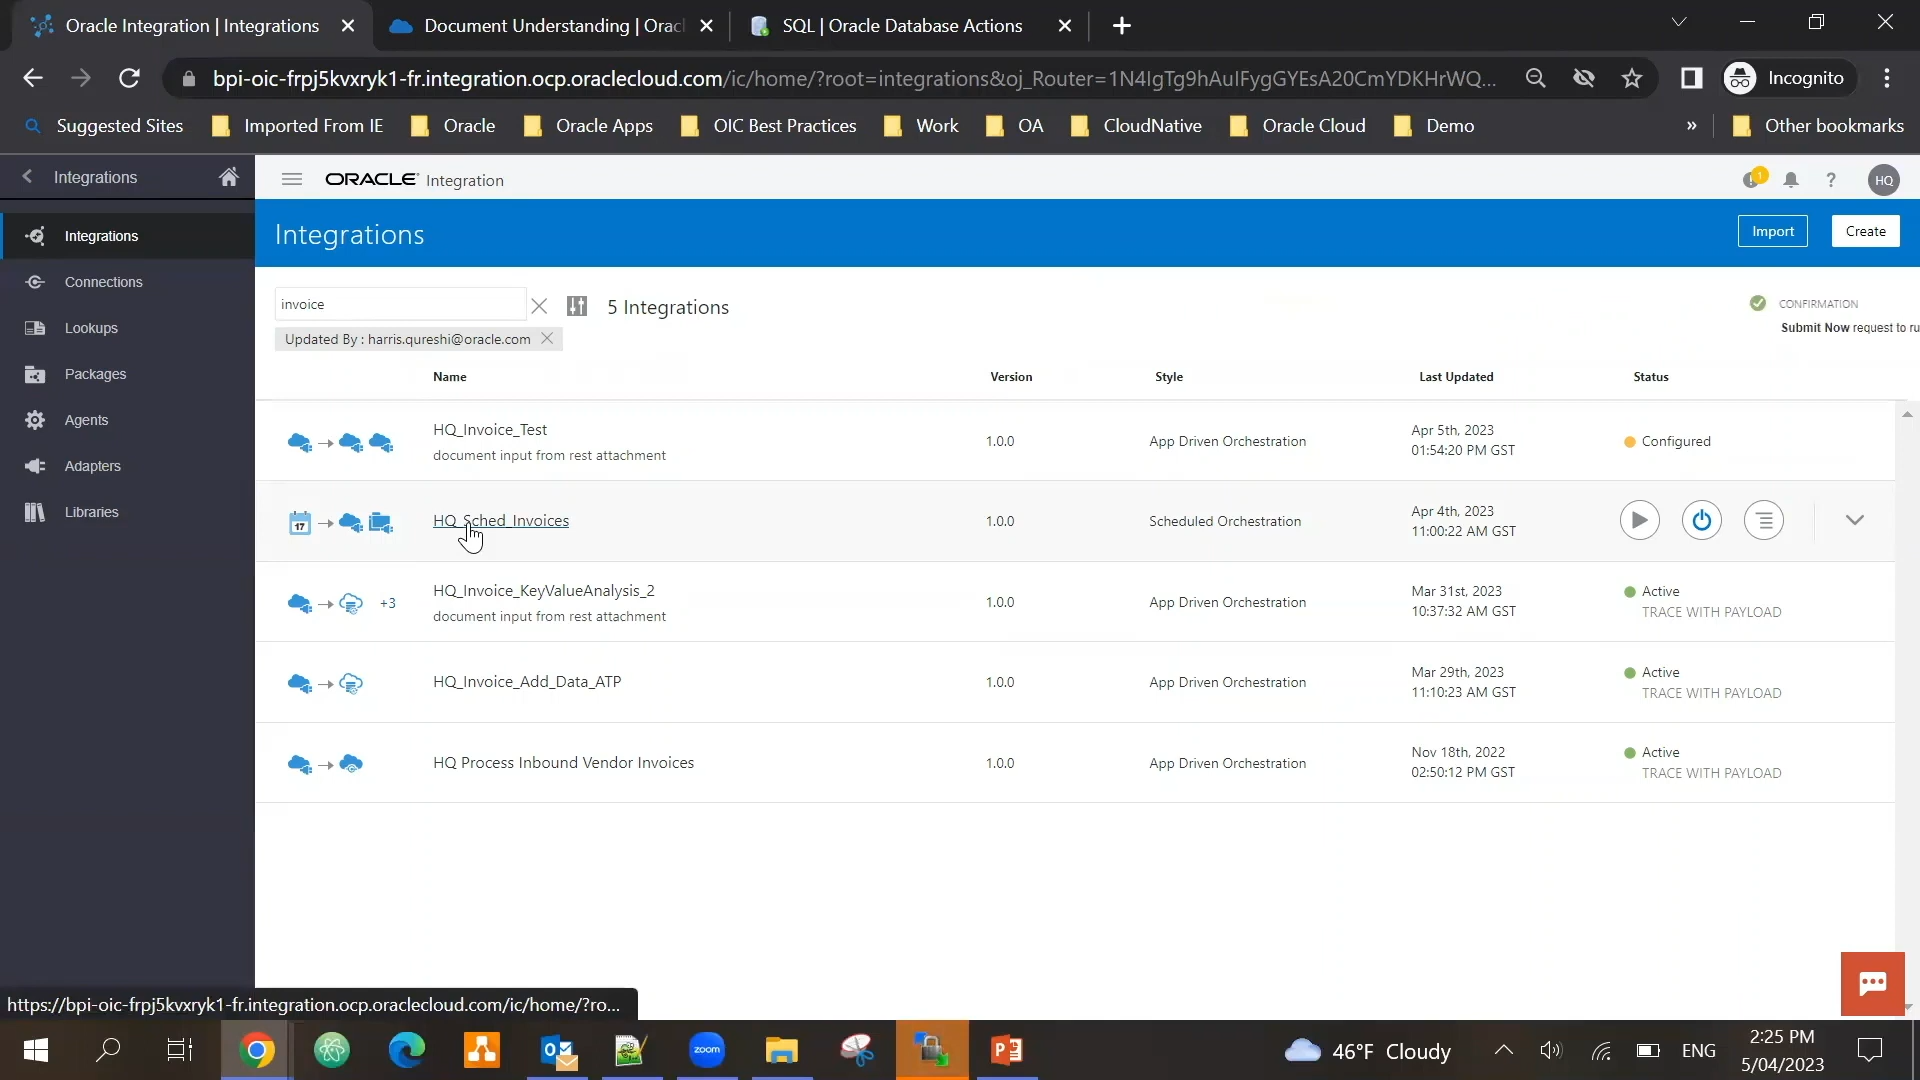 Oracle Integration | Integrations
Document Understanding | Orac
SQL | Oracle Database Actions
bpi-oic-frpj5kvxryk1-fr.integration.ocp.oraclecloud.com/ic/home/?root=integrations&oj_Router=1N4IgTg9hAuIFygGYEsA20CmYDKHrWQ...
Incognito
Suggested Sites
Imported From IE
Oracle
Oracle Apps
OIC Best Practices
Work
OA
CloudNative
Oracle Cloud
Demo
»
Other bookmarks
Integrations
ORACLE Integration
1
?
HQ
Integrations
Connections
Lookups
Packages
Agents
Adapters
Libraries
Integrations
Import
Create
invoice
5 Integrations
Updated By : harris.qureshi@oracle.com
CONFIRMATION
Submit Now request to ru
Name Version Style Last Updated Status
HQ_Invoice_Test
document input from rest attachment
1.0.0
App Driven Orchestration
Apr 5th, 2023
01:54:20 PM GST
Configured
17
HQ_Sched_Invoices
1.0.0
Scheduled Orchestration
Apr 4th, 2023
11:00:22 AM GST
+3
HQ_Invoice_KeyValueAnalysis_2
document input from rest attachment
1.0.0
App Driven Orchestration
Mar 31st, 2023
10:37:32 AM GST
Active
TRACE WITH PAYLOAD
HQ_Invoice_Add_Data_ATP
1.0.0
App Driven Orchestration
Mar 29th, 2023
11:10:23 AM GST
Active
TRACE WITH PAYLOAD
HQ Process Inbound Vendor Invoices
1.0.0
App Driven Orchestration
Nov 18th, 2022
02:50:12 PM GST
Active
TRACE WITH PAYLOAD
https://bpi-oic-frpj5kvxryk1-fr.integration.ocp.oraclecloud.com/ic/home/?ro...
zoom
46°F Cloudy
ENG
2:25 PM
5/04/2023